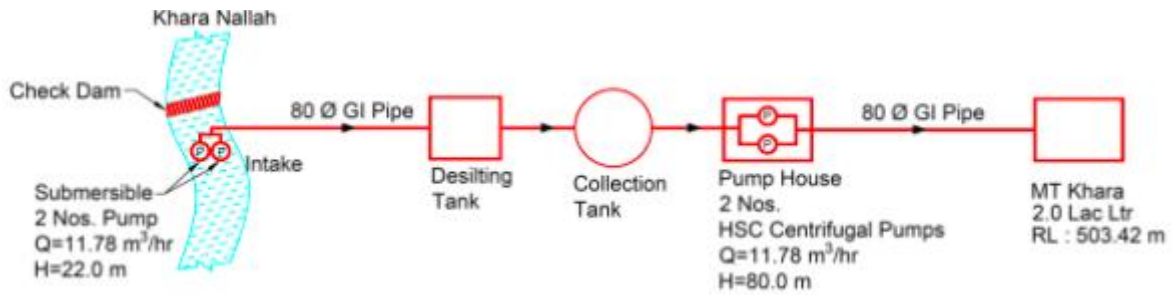 Khara Nallah
Check Dam
80 Ø GI Pipe
80 Ø GI Pipe
P P
P
P
Intake
Submersible
2 Nos. Pump
Q=11.78 m³/hr
H=22.0 m
Desilting
Tank
Collection
Tank
Pump House
2 Nos.
HSC Centrifugal Pumps
Q=11.78 m³/hr
H=80.0 m
MT Khara
2.0 Lac Ltr
RL : 503.42 m